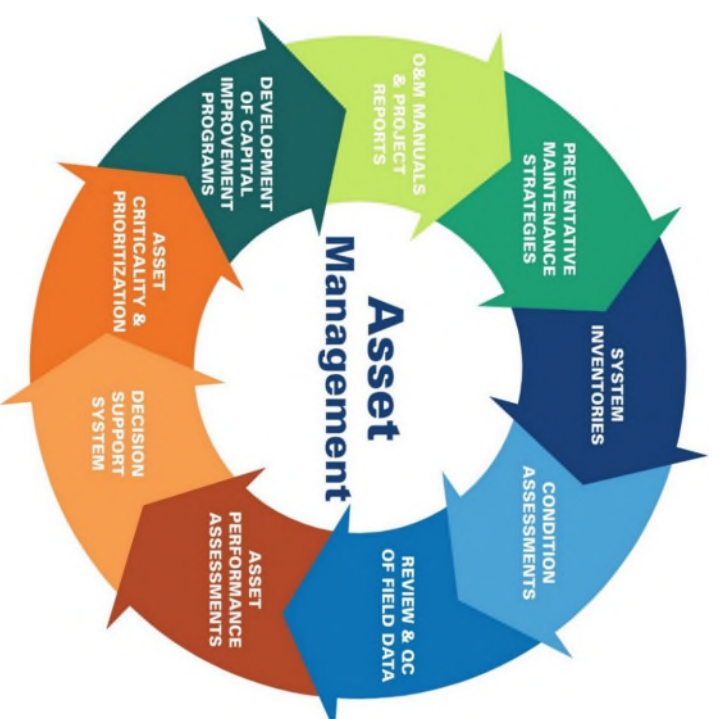 Asset
Management
SYSTEM
INVENTORIES
CONDITION
ASSESSMENTS
REVIEW & QC
OF FIELD DATA
ASSET
PERFORMANCE
ASSESSMENTS
DECISION
SUPPORT
SYSTEM
ASSET
CRITICALITY &
PRIORITIZATION
DEVELOPMENT
OF CAPITAL
IMPROVEMENT
PROGRAMS
O&M MANUALS
& PROJECT
REPORTS
PREVENTATIVE
MAINTENANCE
STRATEGIES